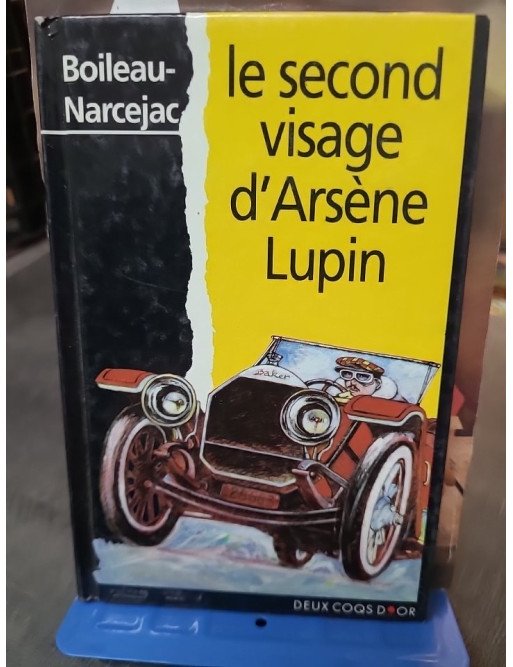 Boileau-
Narcejac
le second
visage
d'Arsène
Lupin
Baker
DEUX COQS D'OR